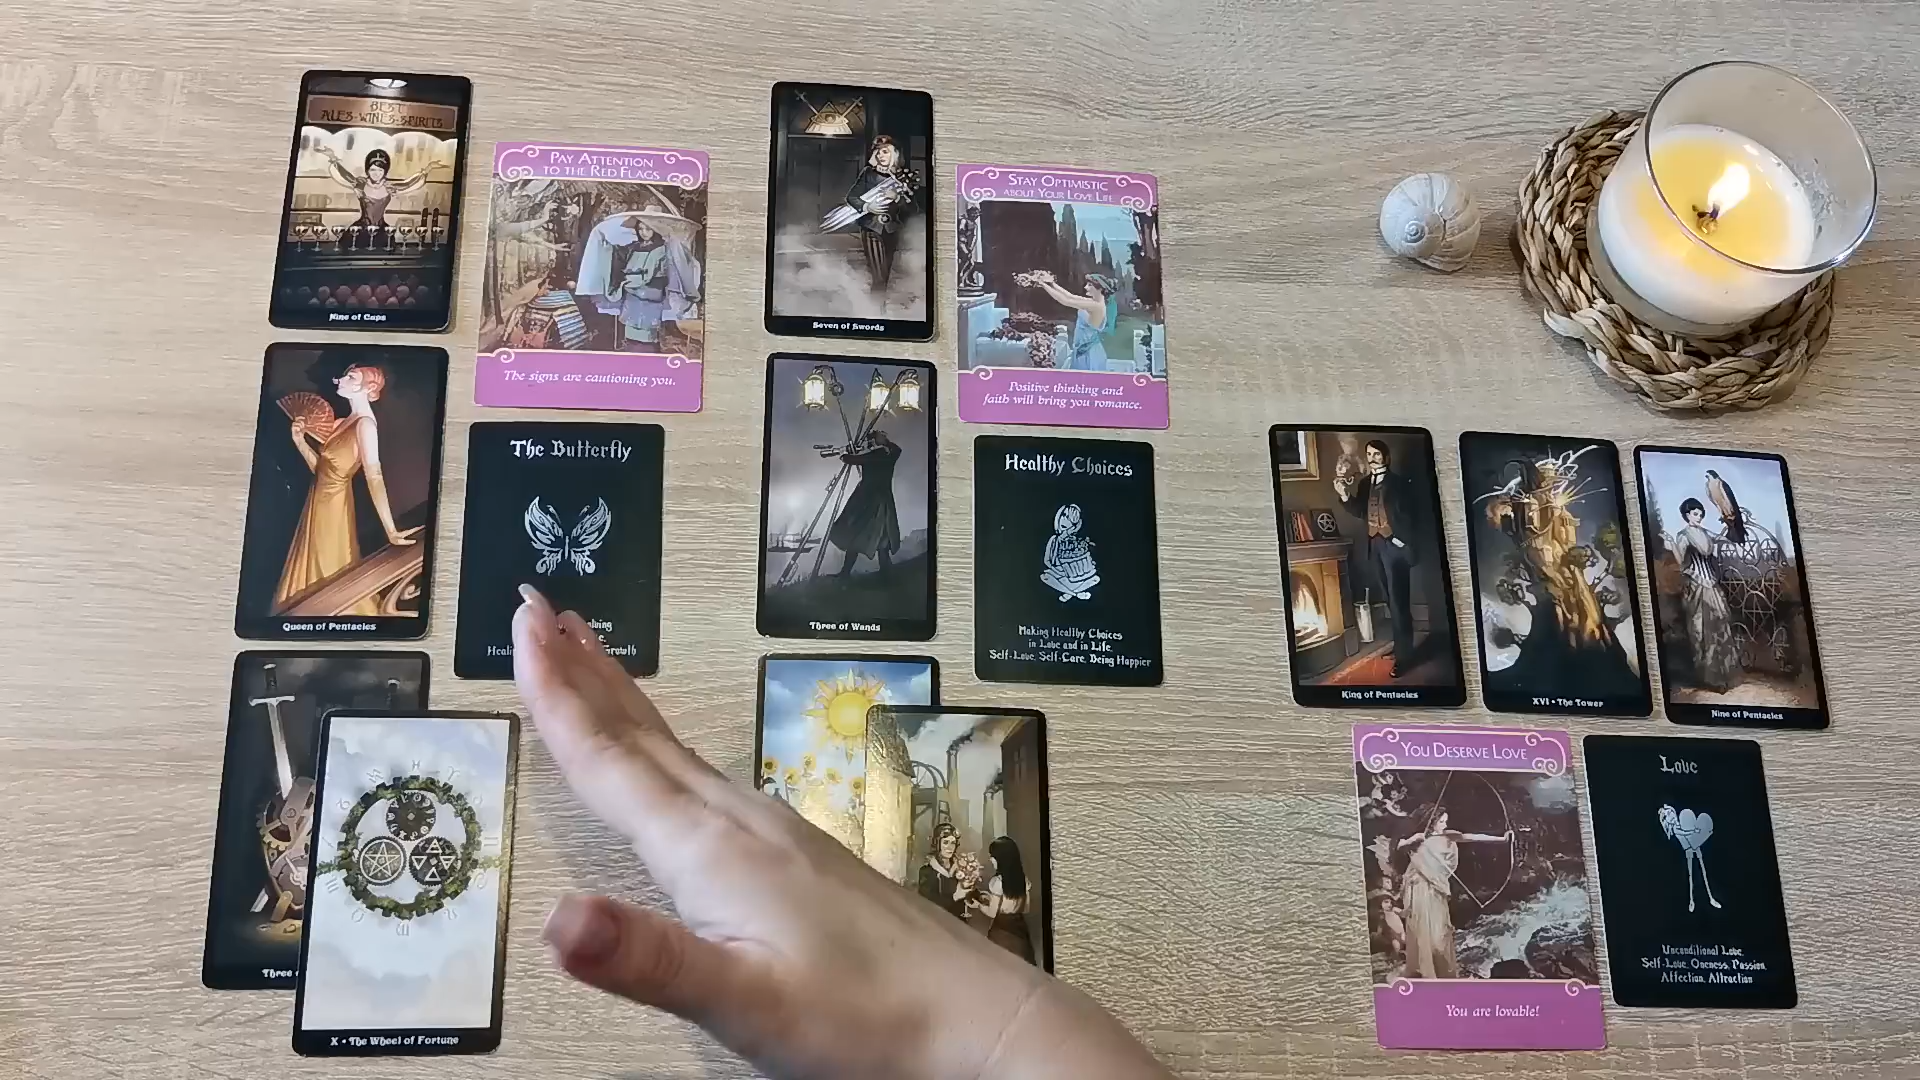 BEST
ALES-WINES-SPIRITS
Nine of Cups
PAY ATTENTION
TO THE RED FLAGS
The signs are cautioning you.
Seven of Swords
STAY OPTIMISTIC
ABOUT YOUR LOVE LIFE
Positive thinking and
faith will bring you romance.
Queen of Pentacles
The Butterfly
Growth
Three of Wands
Healthy Choices
Making Healthy Choices
in Love and in Life,
Self-Love, Self-Care, Being Happier
King of Pentacles
XVI • The Tower
Nine of Pentacles
Three
X • The Wheel of Fortune
YOU DESERVE LOVE
You are lovable!
Love
Unconditional Love,
Self-Love, Oneness, Passion,
Affection, Attraction